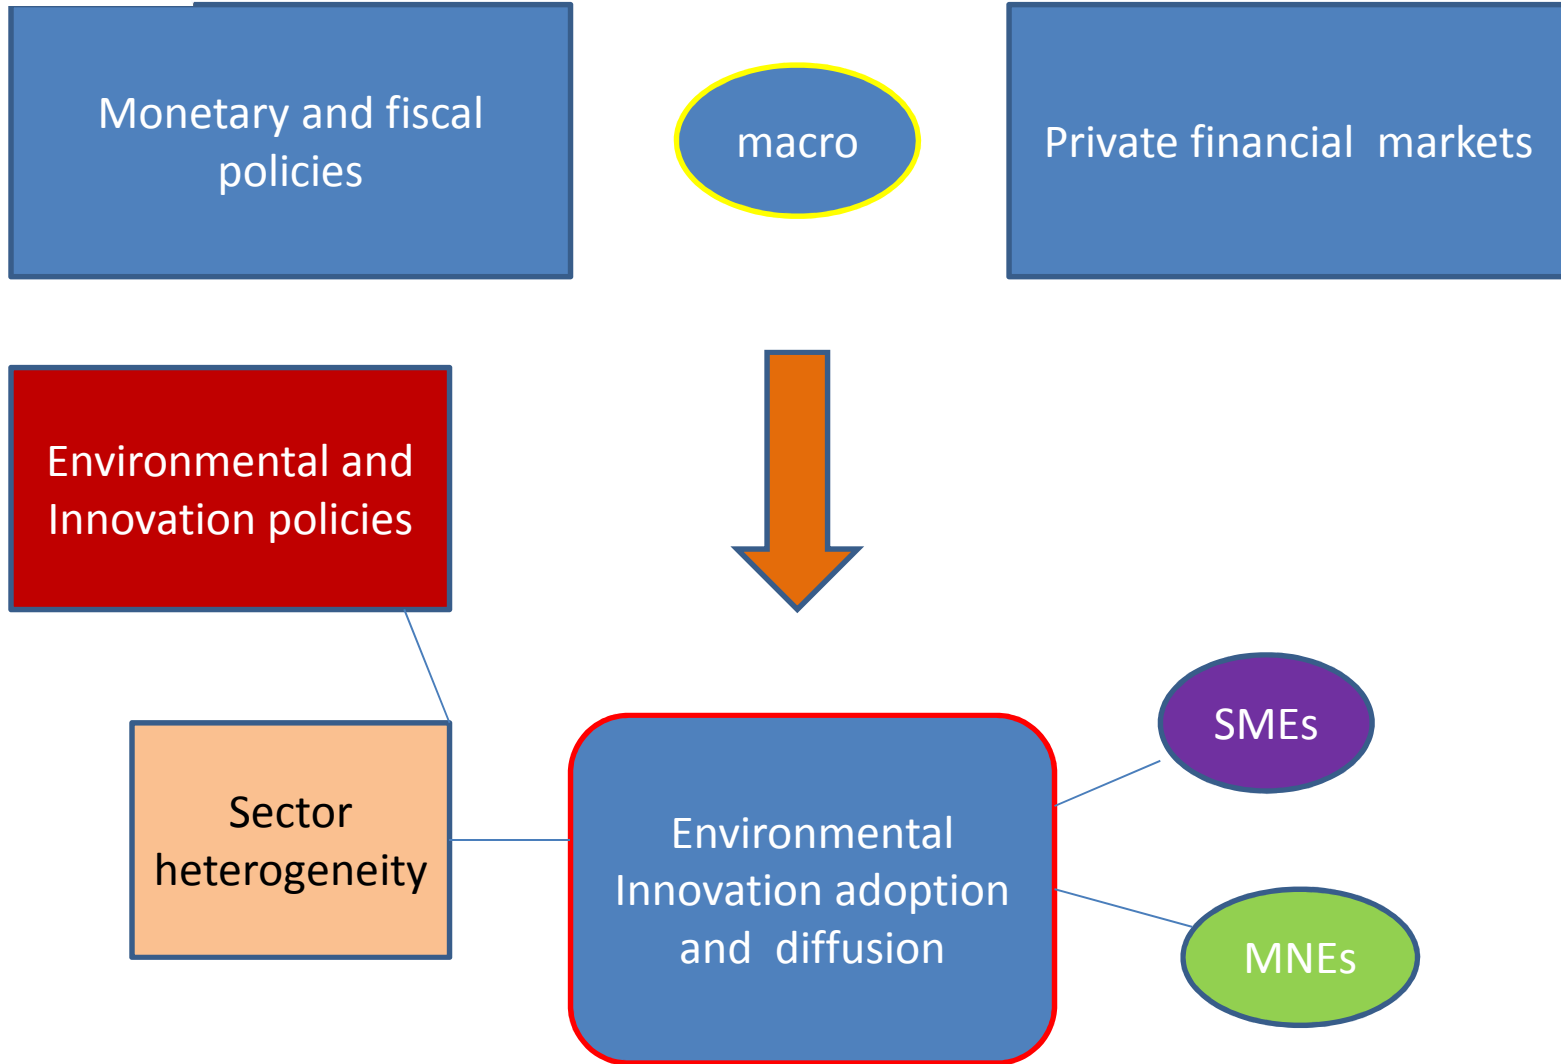 Monetary and fiscal
policies
macro
Private financial  markets
Environmental and
Innovation policies
SMEs
Sector
heterogeneity
Environmental
Innovation adoption
and  diffusion
MNEs